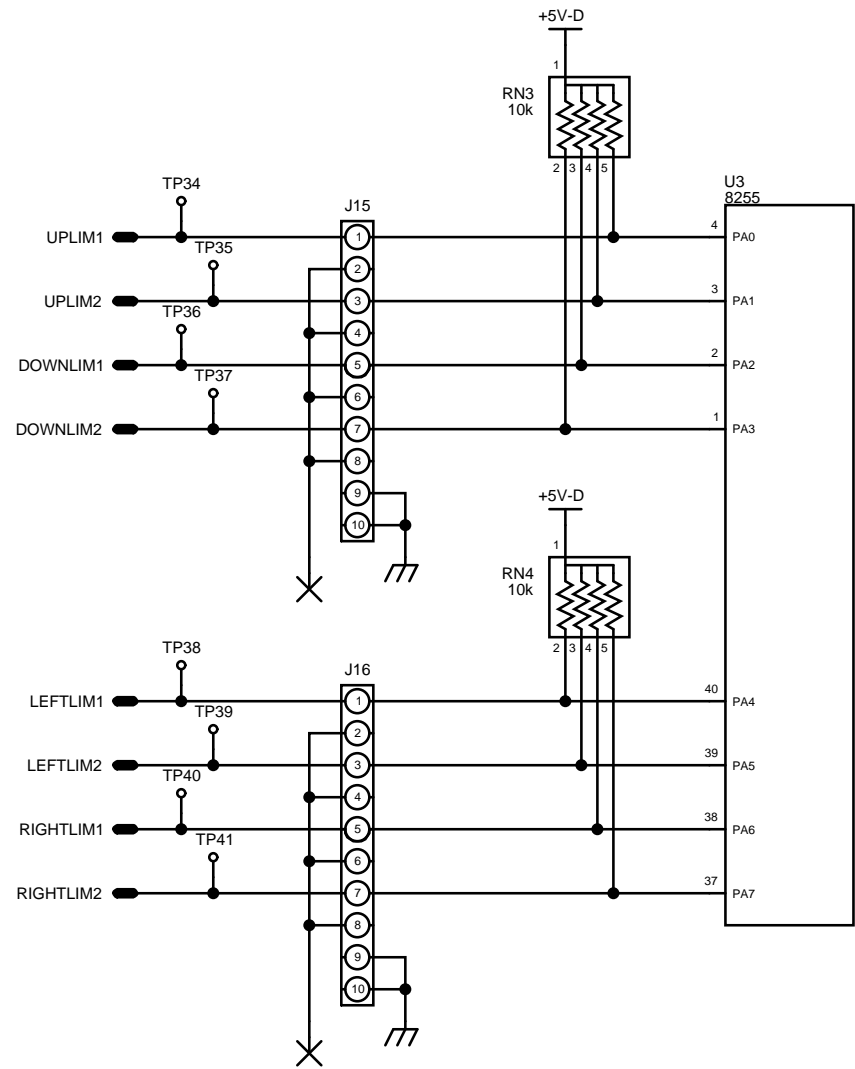 +5V-D
1
RN3
10k
2 3 4 5
TP34
J15
U3
8255
UPLIM1
1
4
PA0
TP35
2
UPLIM2
3
3
PA1
TP36
4
DOWNLIM1
5
2
PA2
TP37
6
DOWNLIM2
7
1
PA3
8
9
10
+5V-D
1
RN4
10k
2 3 4 5
TP38
J16
LEFTLIM1
1
40
PA4
TP39
2
LEFTLIM2
3
39
PA5
TP40
4
RIGHTLIM1
5
38
PA6
TP41
6
RIGHTLIM2
7
37
PA7
8
9
10